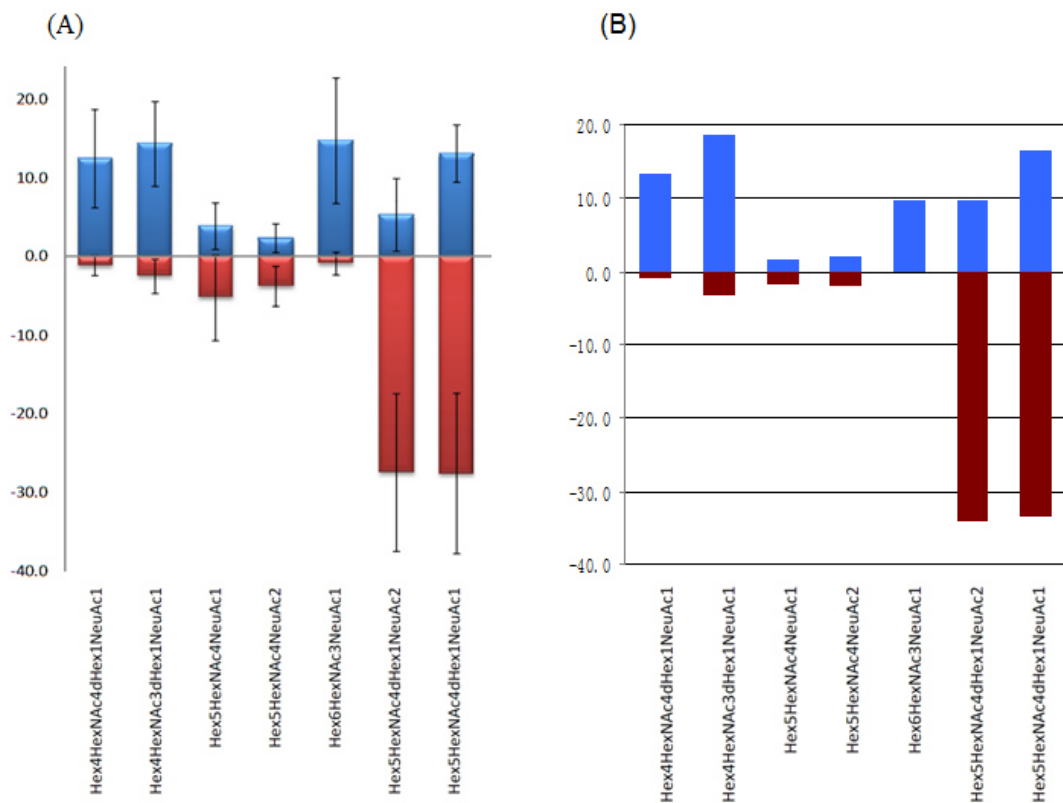 (A)
20.0
10.0
0.0
-10.0
-20.0
-30.0
-40.0
Hex4HexNAc4dHex1NeuAc1
Hex4HexNAc3dHex1NeuAc1
Hex5HexNAc4NeuAc1
Hex5HexNAc4NeuAc2
Hex6HexNAc3NeuAc1
Hex5HexNAc4dHex1NeuAc2
Hex5HexNAc4dHex1NeuAc1
(B)
20.0
10.0
0.0
-10.0
-20.0
-30.0
-40.0
Hex4HexNAc4dHex1NeuAc1
Hex4HexNAc3dHex1NeuAc1
Hex5HexNAc4NeuAc1
Hex5HexNAc4NeuAc2
Hex6HexNAc3NeuAc1
Hex5HexNAc4dHex1NeuAc2
Hex5HexNAc4dHex1NeuAc1